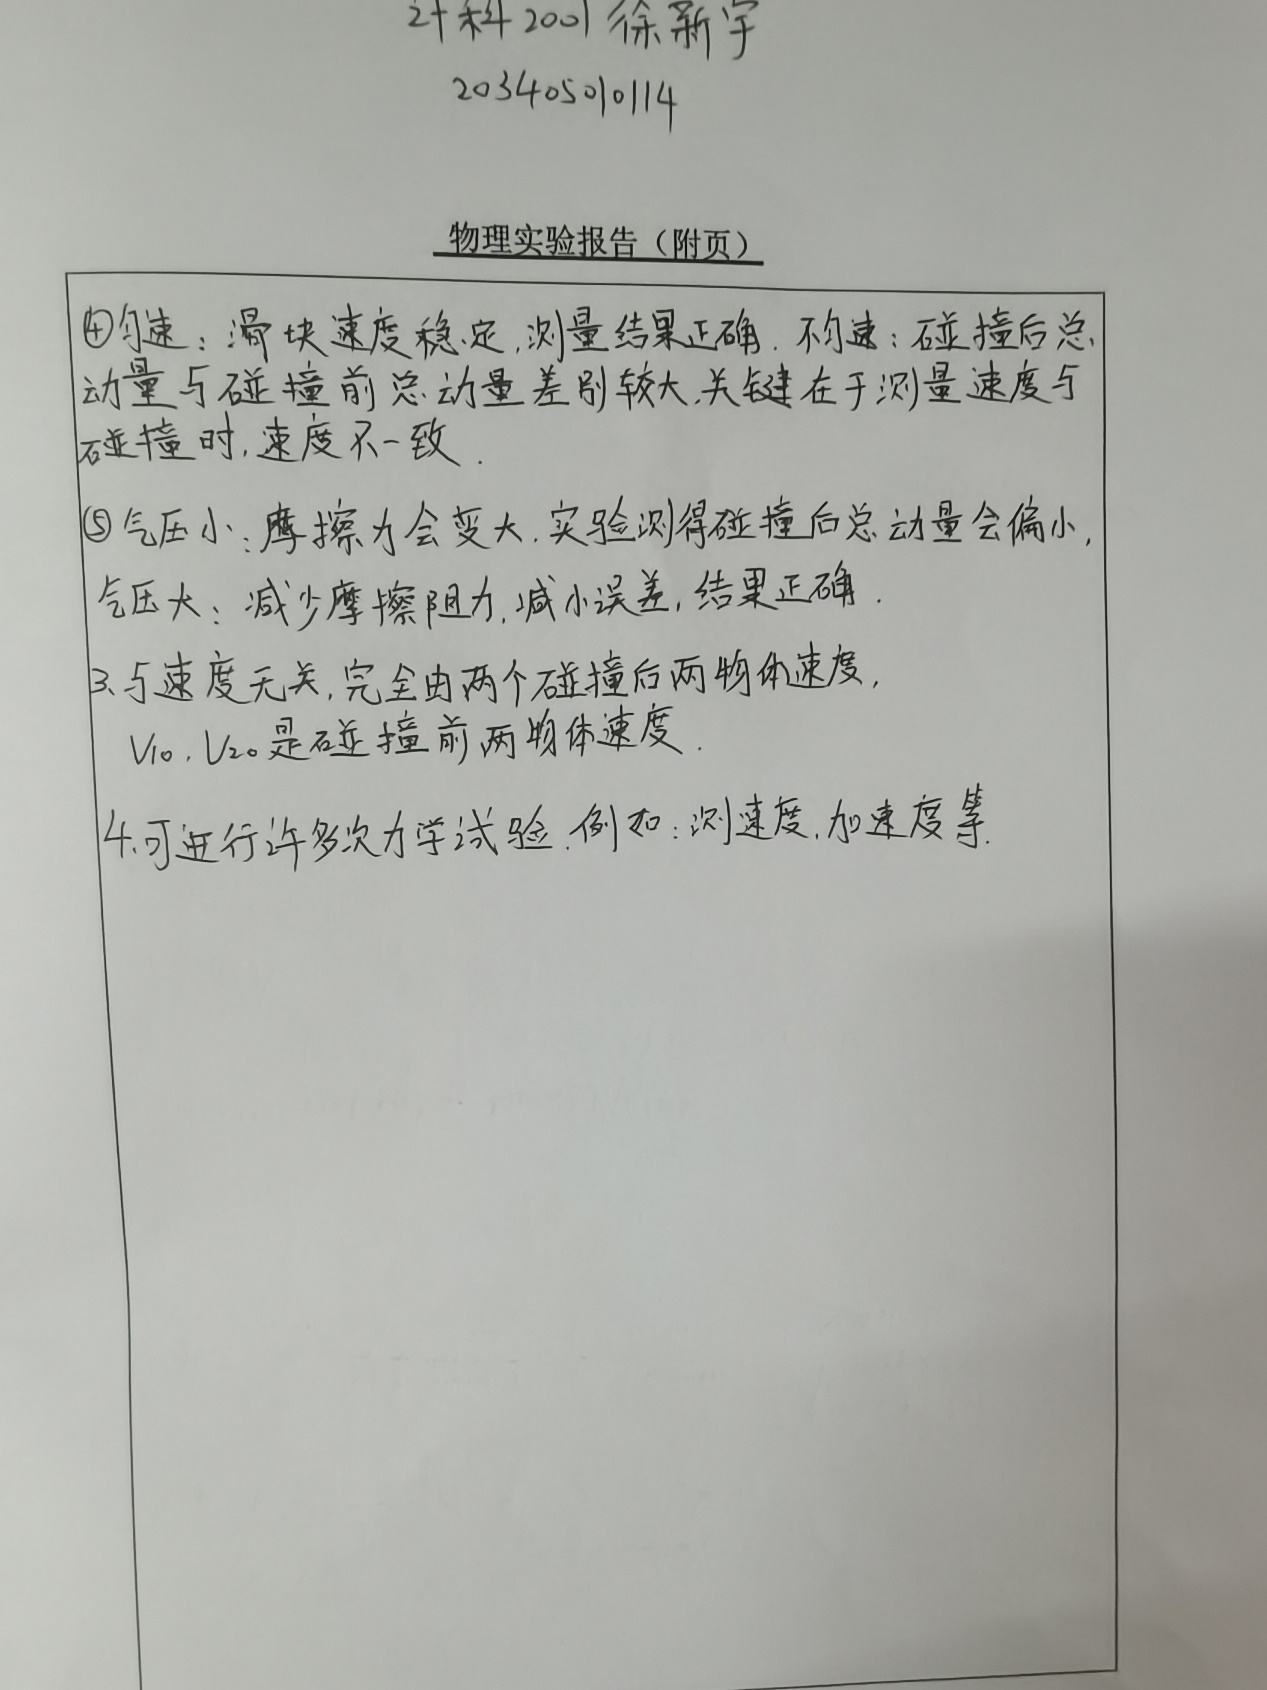 计科2001 徐新宇
203405010114
物理实验报告（附页）
④匀速：滑块速度稳定,测量结果正确. 不匀速：碰撞后总
动量与碰撞前总动量差别较大,关键在于测量速度与
碰撞时,速度不一致.
⑤气压小：摩擦力会变大.实验测得碰撞后总动量会偏小,
气压大：减少摩擦阻力,减小误差,结果正确.
3、与速度无关,完全由两个碰撞后两物体速度,
V₁₀、V₂₀是碰撞前两物体速度.
4、可进行许多次力学试验.例如：测速度,加速度等.